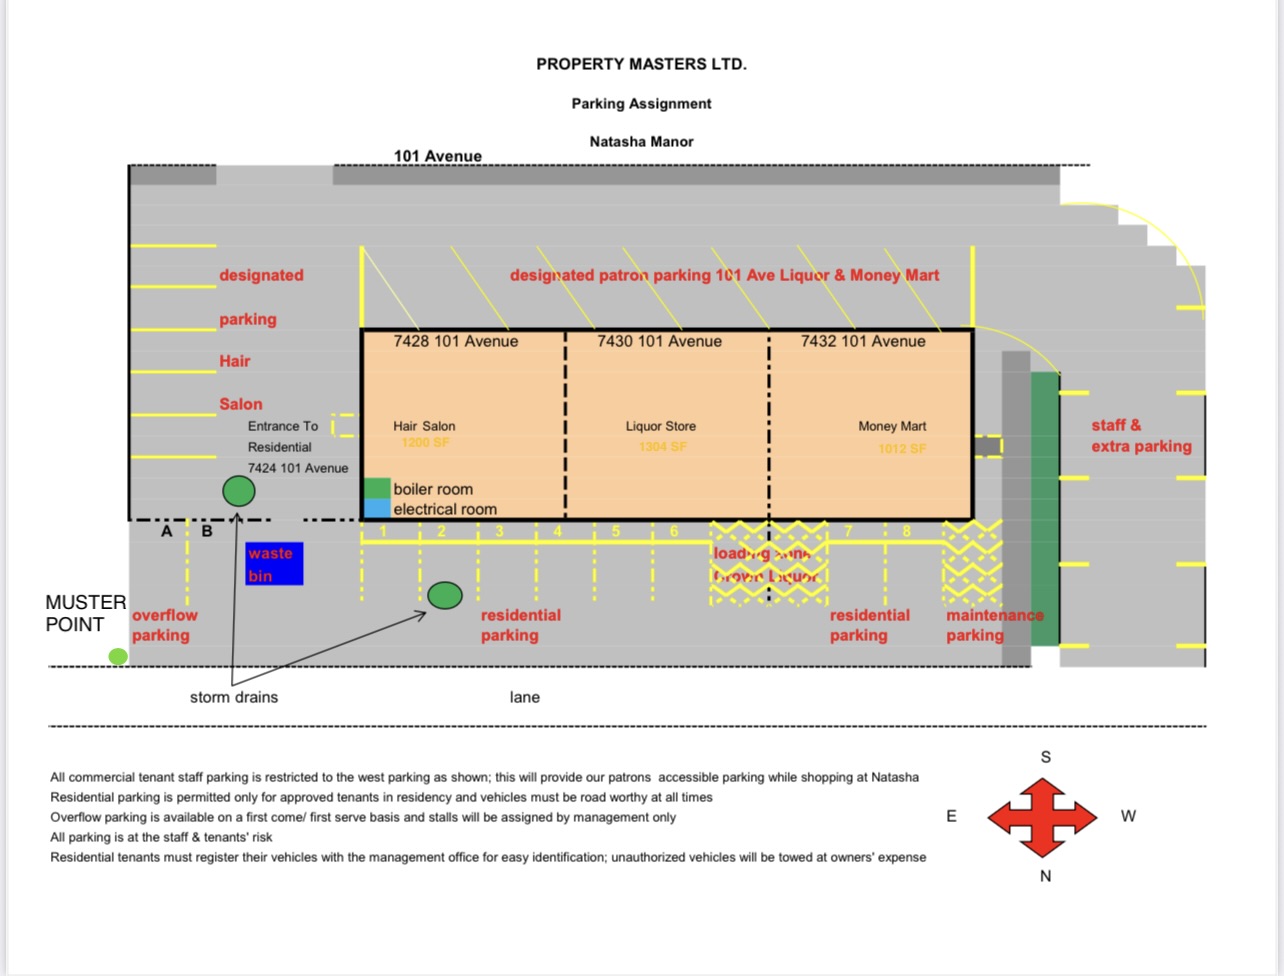 PROPERTY MASTERS LTD.
Parking Assignment
Natasha Manor
101 Avenue
designated
parking
Hair
Salon
designated patron parking 101 Ave Liquor & Money Mart
7428 101 Avenue
7430 101 Avenue
7432 101 Avenue
Entrance To
Residential
7424 101 Avenue
Hair Salon
1200 SF
Liquor Store
1304 SF
Money Mart
1012 SF
staff &
extra parking
boiler room
electrical room
A
B
1
2
3
4
5
6
7
8
waste
bin
loading zone
Crown Liquor
MUSTER
POINT
overflow
parking
residential
parking
residential
parking
maintenance
parking
storm drains
lane
All commercial tenant staff parking is restricted to the west parking as shown; this will provide our patrons accessible parking while shopping at Natasha
Residential parking is permitted only for approved tenants in residency and vehicles must be road worthy at all times
Overflow parking is available on a first come/ first serve basis and stalls will be assigned by management only
All parking is at the staff & tenants' risk
Residential tenants must register their vehicles with the management office for easy identification; unauthorized vehicles will be towed at owners' expense
S
E
W
N